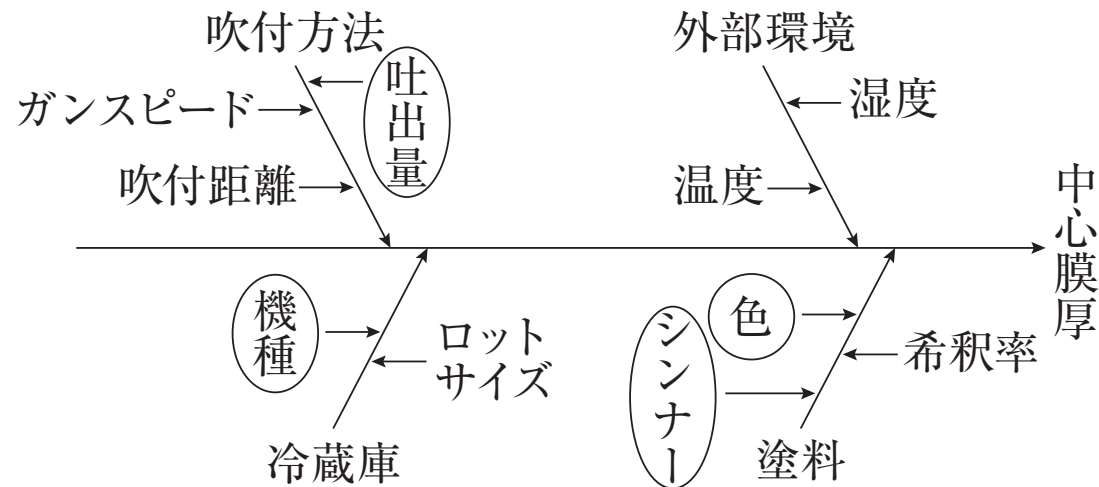 吹付方法
吐出量
ガンスピード
吹付距離
外部環境
湿度
温度
中心膜厚
機種
ロット
サイズ
冷蔵庫
色
シンナー
希釈率
塗料